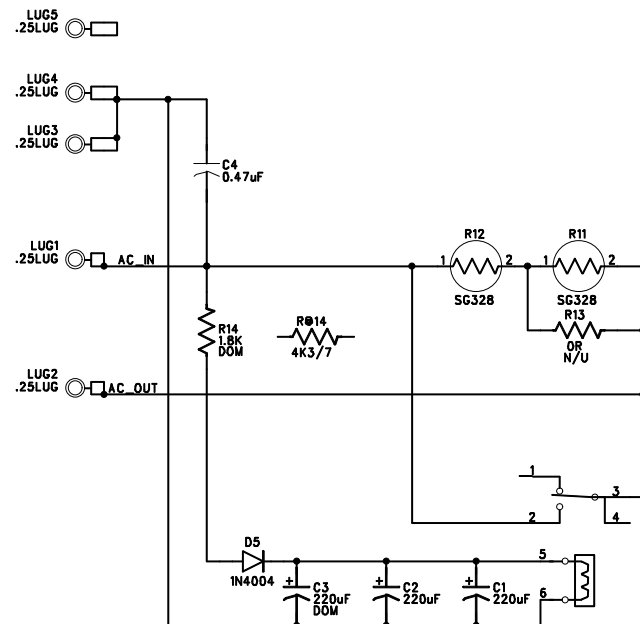 LUG5
.25LUG
LUG4
.25LUG
LUG3
.25LUG
C4
0.47uF
LUG1
.25LUG
AC_IN
R12
1
2
SG328
R11
1
2
SG328
R13
0R
N/U
R14
1.8K
DOM
R@14
4K3/7
LUG2
.25LUG
AC_OUT
1
2
3
4
D5
1N4004
+
C3
220uF
DOM
+
C2
220uF
+
C1
220uF
5
6